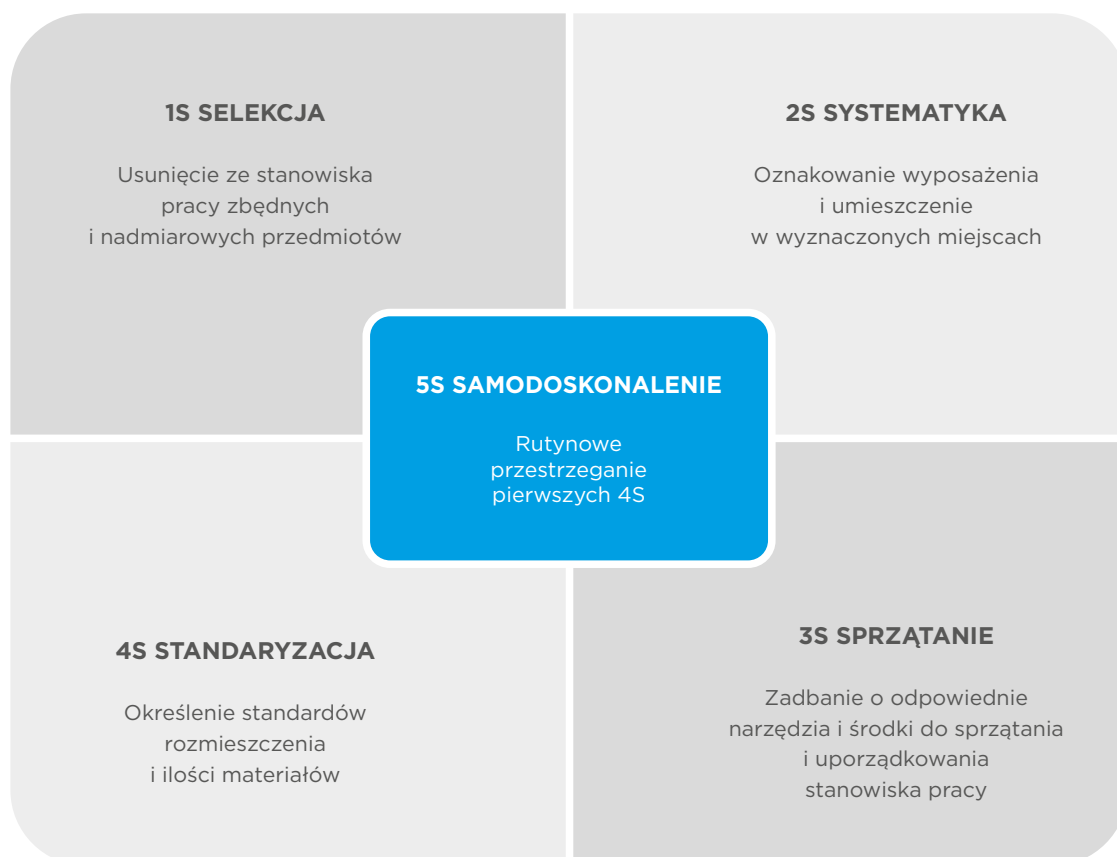 1S SELEKCJA
Usunięcie ze stanowiska
pracy zbędnych
i nadmiarowych przedmiotów
2S SYSTEMATYKA
Oznakowanie wyposażenia
i umieszczenie
w wyznaczonych miejscach
5S SAMODOSKONALENIE
Rutynowe
przestrzeganie
pierwszych 4S
4S STANDARYZACJA
Określenie standardów
rozmieszczenia
i ilości materiałów
3S SPRZĄTANIE
Zadbanie o odpowiednie
narzędzia i środki do sprzątania
i uporządkowania
stanowiska pracy